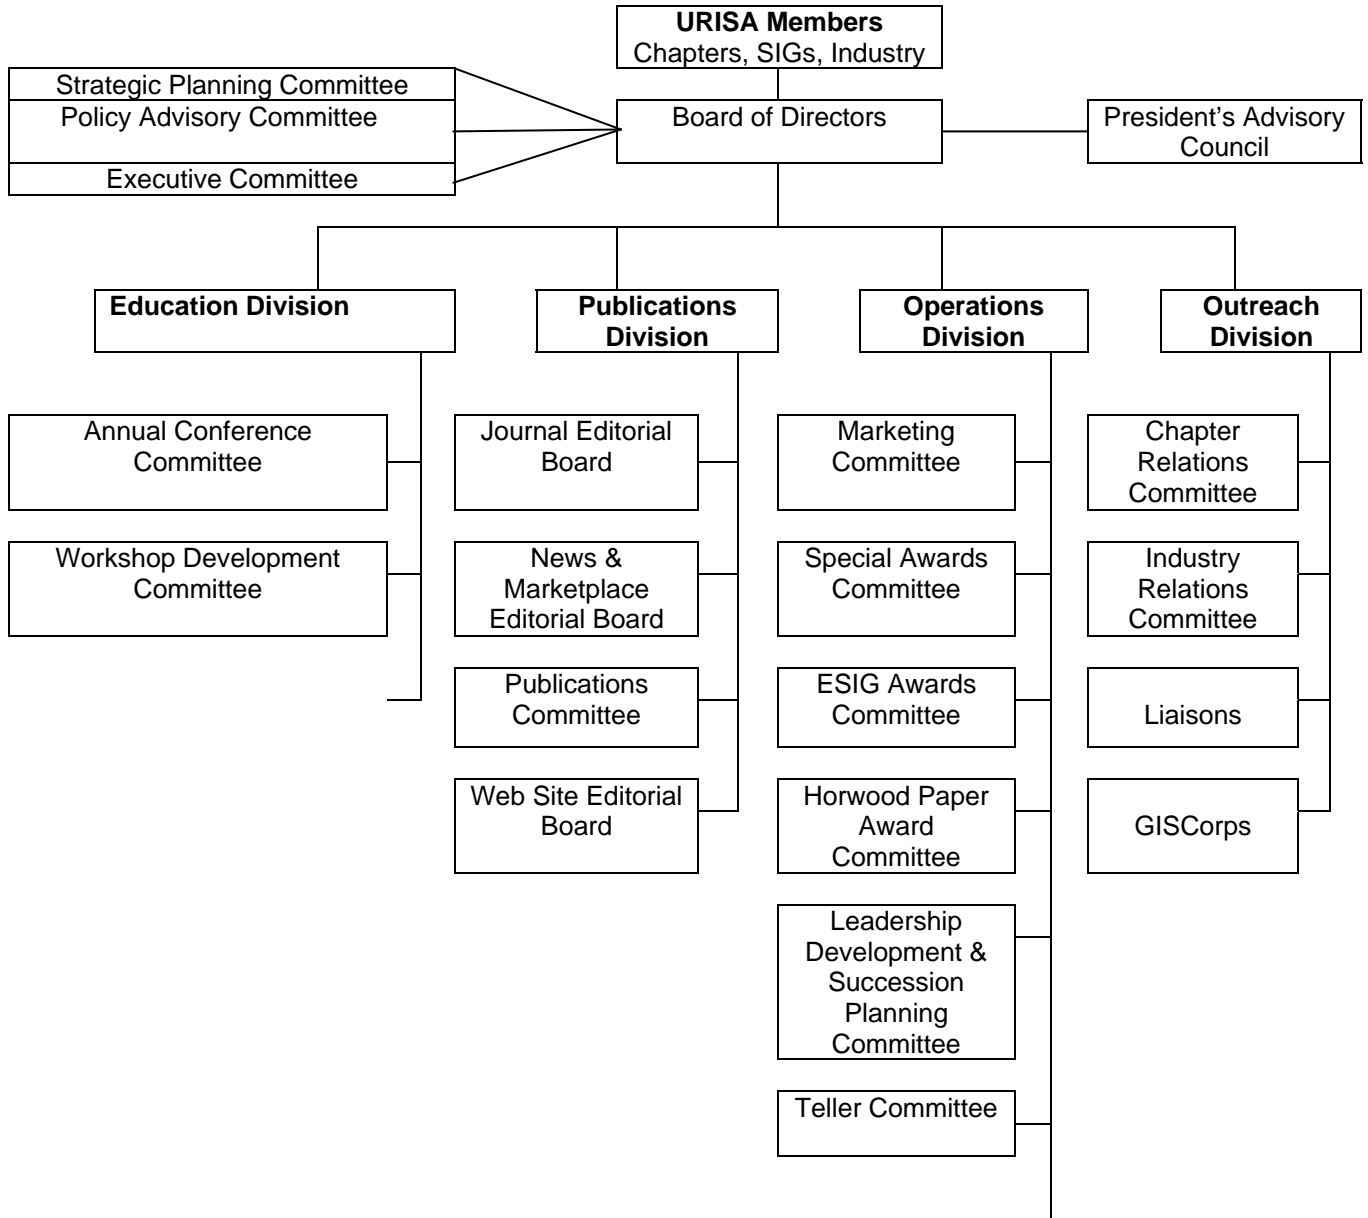 URISA Members
Chapters, SIGs, Industry
Strategic Planning Committee
Policy Advisory Committee
Executive Committee
Board of Directors
President’s Advisory
Council
Education Division
Publications
Division
Operations
Division
Outreach
Division
Annual Conference
Committee
Workshop Development
Committee
Journal Editorial
Board
News &
Marketplace
Editorial Board
Publications
Committee
Web Site Editorial
Board
Marketing
Committee
Special Awards
Committee
ESIG Awards
Committee
Horwood Paper
Award
Committee
Leadership
Development &
Succession
Planning
Committee
Teller Committee
Chapter
Relations
Committee
Industry
Relations
Committee
Liaisons
GISCorps